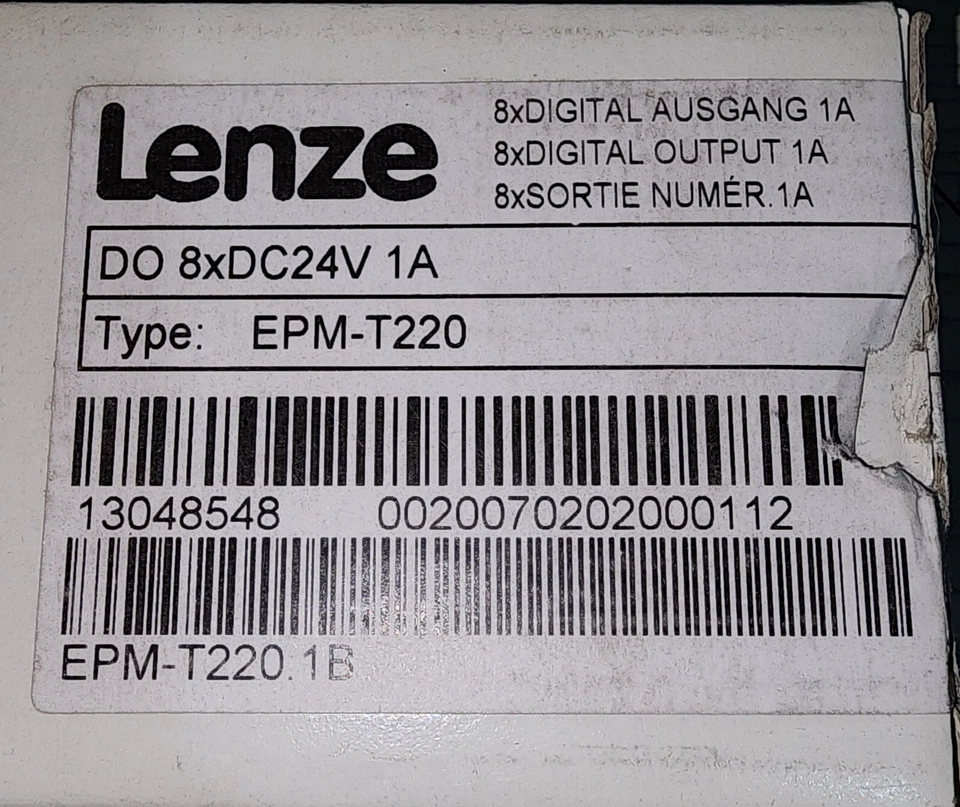 Lenze
8xDIGITAL AUSGANG 1A
8xDIGITAL OUTPUT 1A
8xSORTIE NUMÉR.1A
DO 8xDC24V 1A
Type: EPM-T220
13048548 0020070202000112
EPM-T220.1B